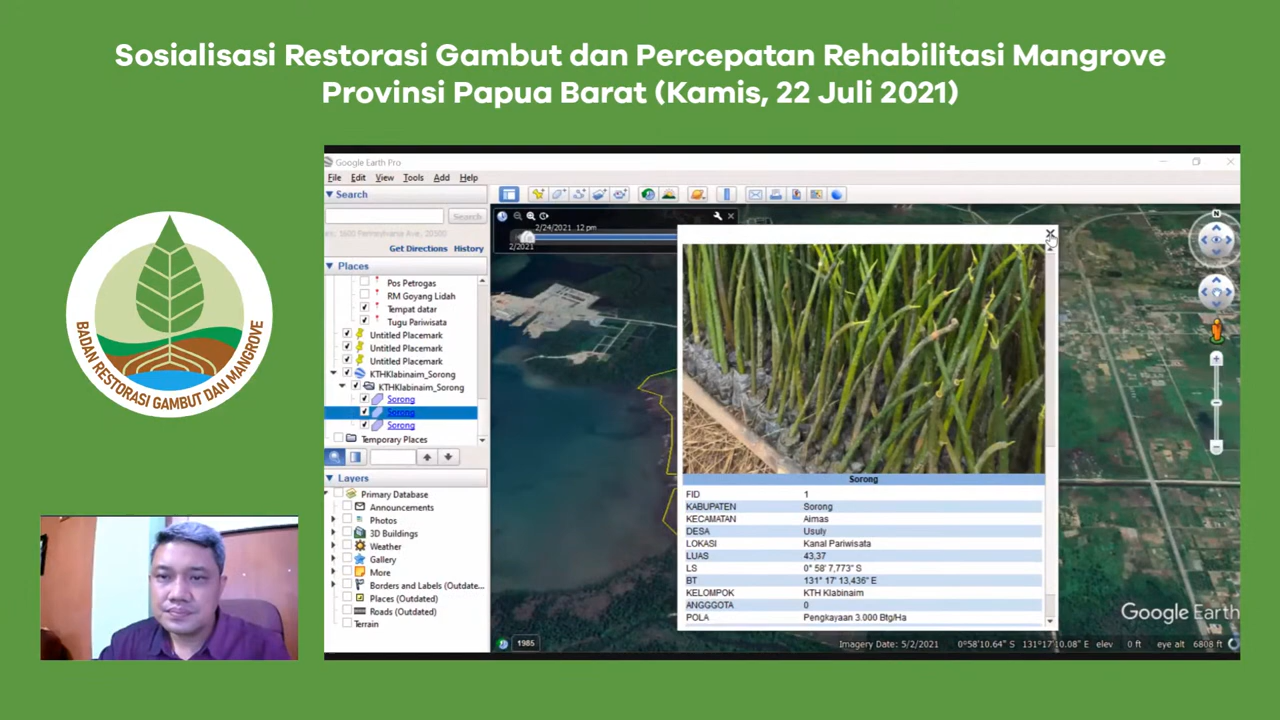 Sosialisasi Restorasi Gambut dan Percepatan Rehabilitasi Mangrove
Provinsi Papua Barat (Kamis, 22 Juli 2021)
BADAN RESTORASI GAMBUT DAN MANGROVE
Google Earth Pro
File Edit View Tools Add Help
Search
Search
1600 Pennsylvania Ave, 20500
Get Directions History
2/24/2021 12 pm
2/2021
Places
Pos Petrogas
RM Goyang Lidah
Tempat datar
Tugu Pariwisata
Untitled Placemark
Untitled Placemark
Untitled Placemark
KTHKlabinaim_Sorong
KTHKlabinaim_Sorong
Sorong
Sorong
Sorong
Temporary Places
Layers
Primary Database
Announcements
Photos
3D Buildings
Weather
Gallery
More
Borders and Labels (Outdate...
Places (Outdated)
Roads (Outdated)
Terrain
N
Sorong
FID 1
KABUPATEN Sorong
KECAMATAN Aimas
DESA Usuly
LOKASI Kanal Pariwisata
LUAS 43,37
LS 0° 58' 7,773" S
BT 131° 17' 13,436" E
KELOMPOK KTH Klabinaim
ANGGGOTA 0
POLA Pengkayaan 3.000 Btg/Ha
Google Earth
1985
Imagery Date: 5/2/2021 0°58'10.64" S 131°17'10.08" E elev 0 ft eye alt 6808 ft